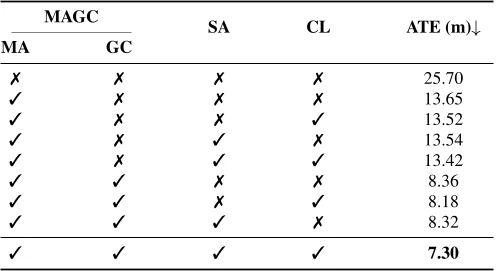 MAGC SA CL ATE (m)↓
MA GC
✗ ✗ ✗ ✗ 25.70
✓ ✗ ✗ ✗ 13.65
✓ ✗ ✗ ✓ 13.52
✓ ✗ ✓ ✗ 13.54
✓ ✗ ✓ ✓ 13.42
✓ ✓ ✗ ✗ 8.36
✓ ✓ ✗ ✓ 8.18
✓ ✓ ✓ ✗ 8.32
✓ ✓ ✓ ✓ 7.30